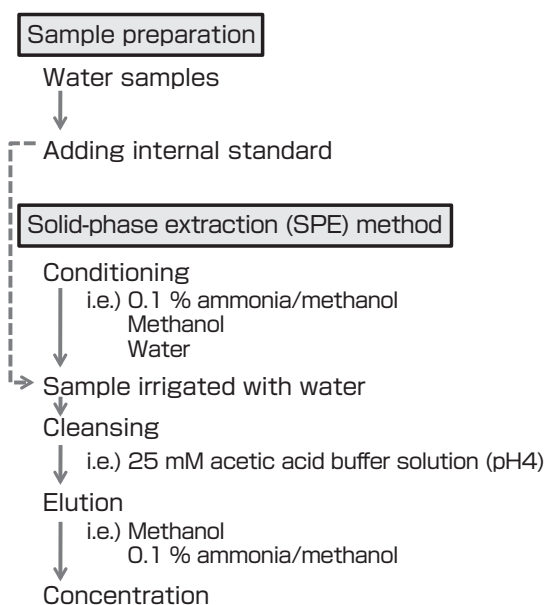 Sample preparation
Water samples
Adding internal standard
Solid-phase extraction (SPE) method
Conditioning
i.e.) 0.1 % ammonia/methanol
Methanol
Water
Sample irrigated with water
Cleansing
i.e.) 25 mM acetic acid buffer solution (pH4)
Elution
i.e.) Methanol
0.1 % ammonia/methanol
Concentration